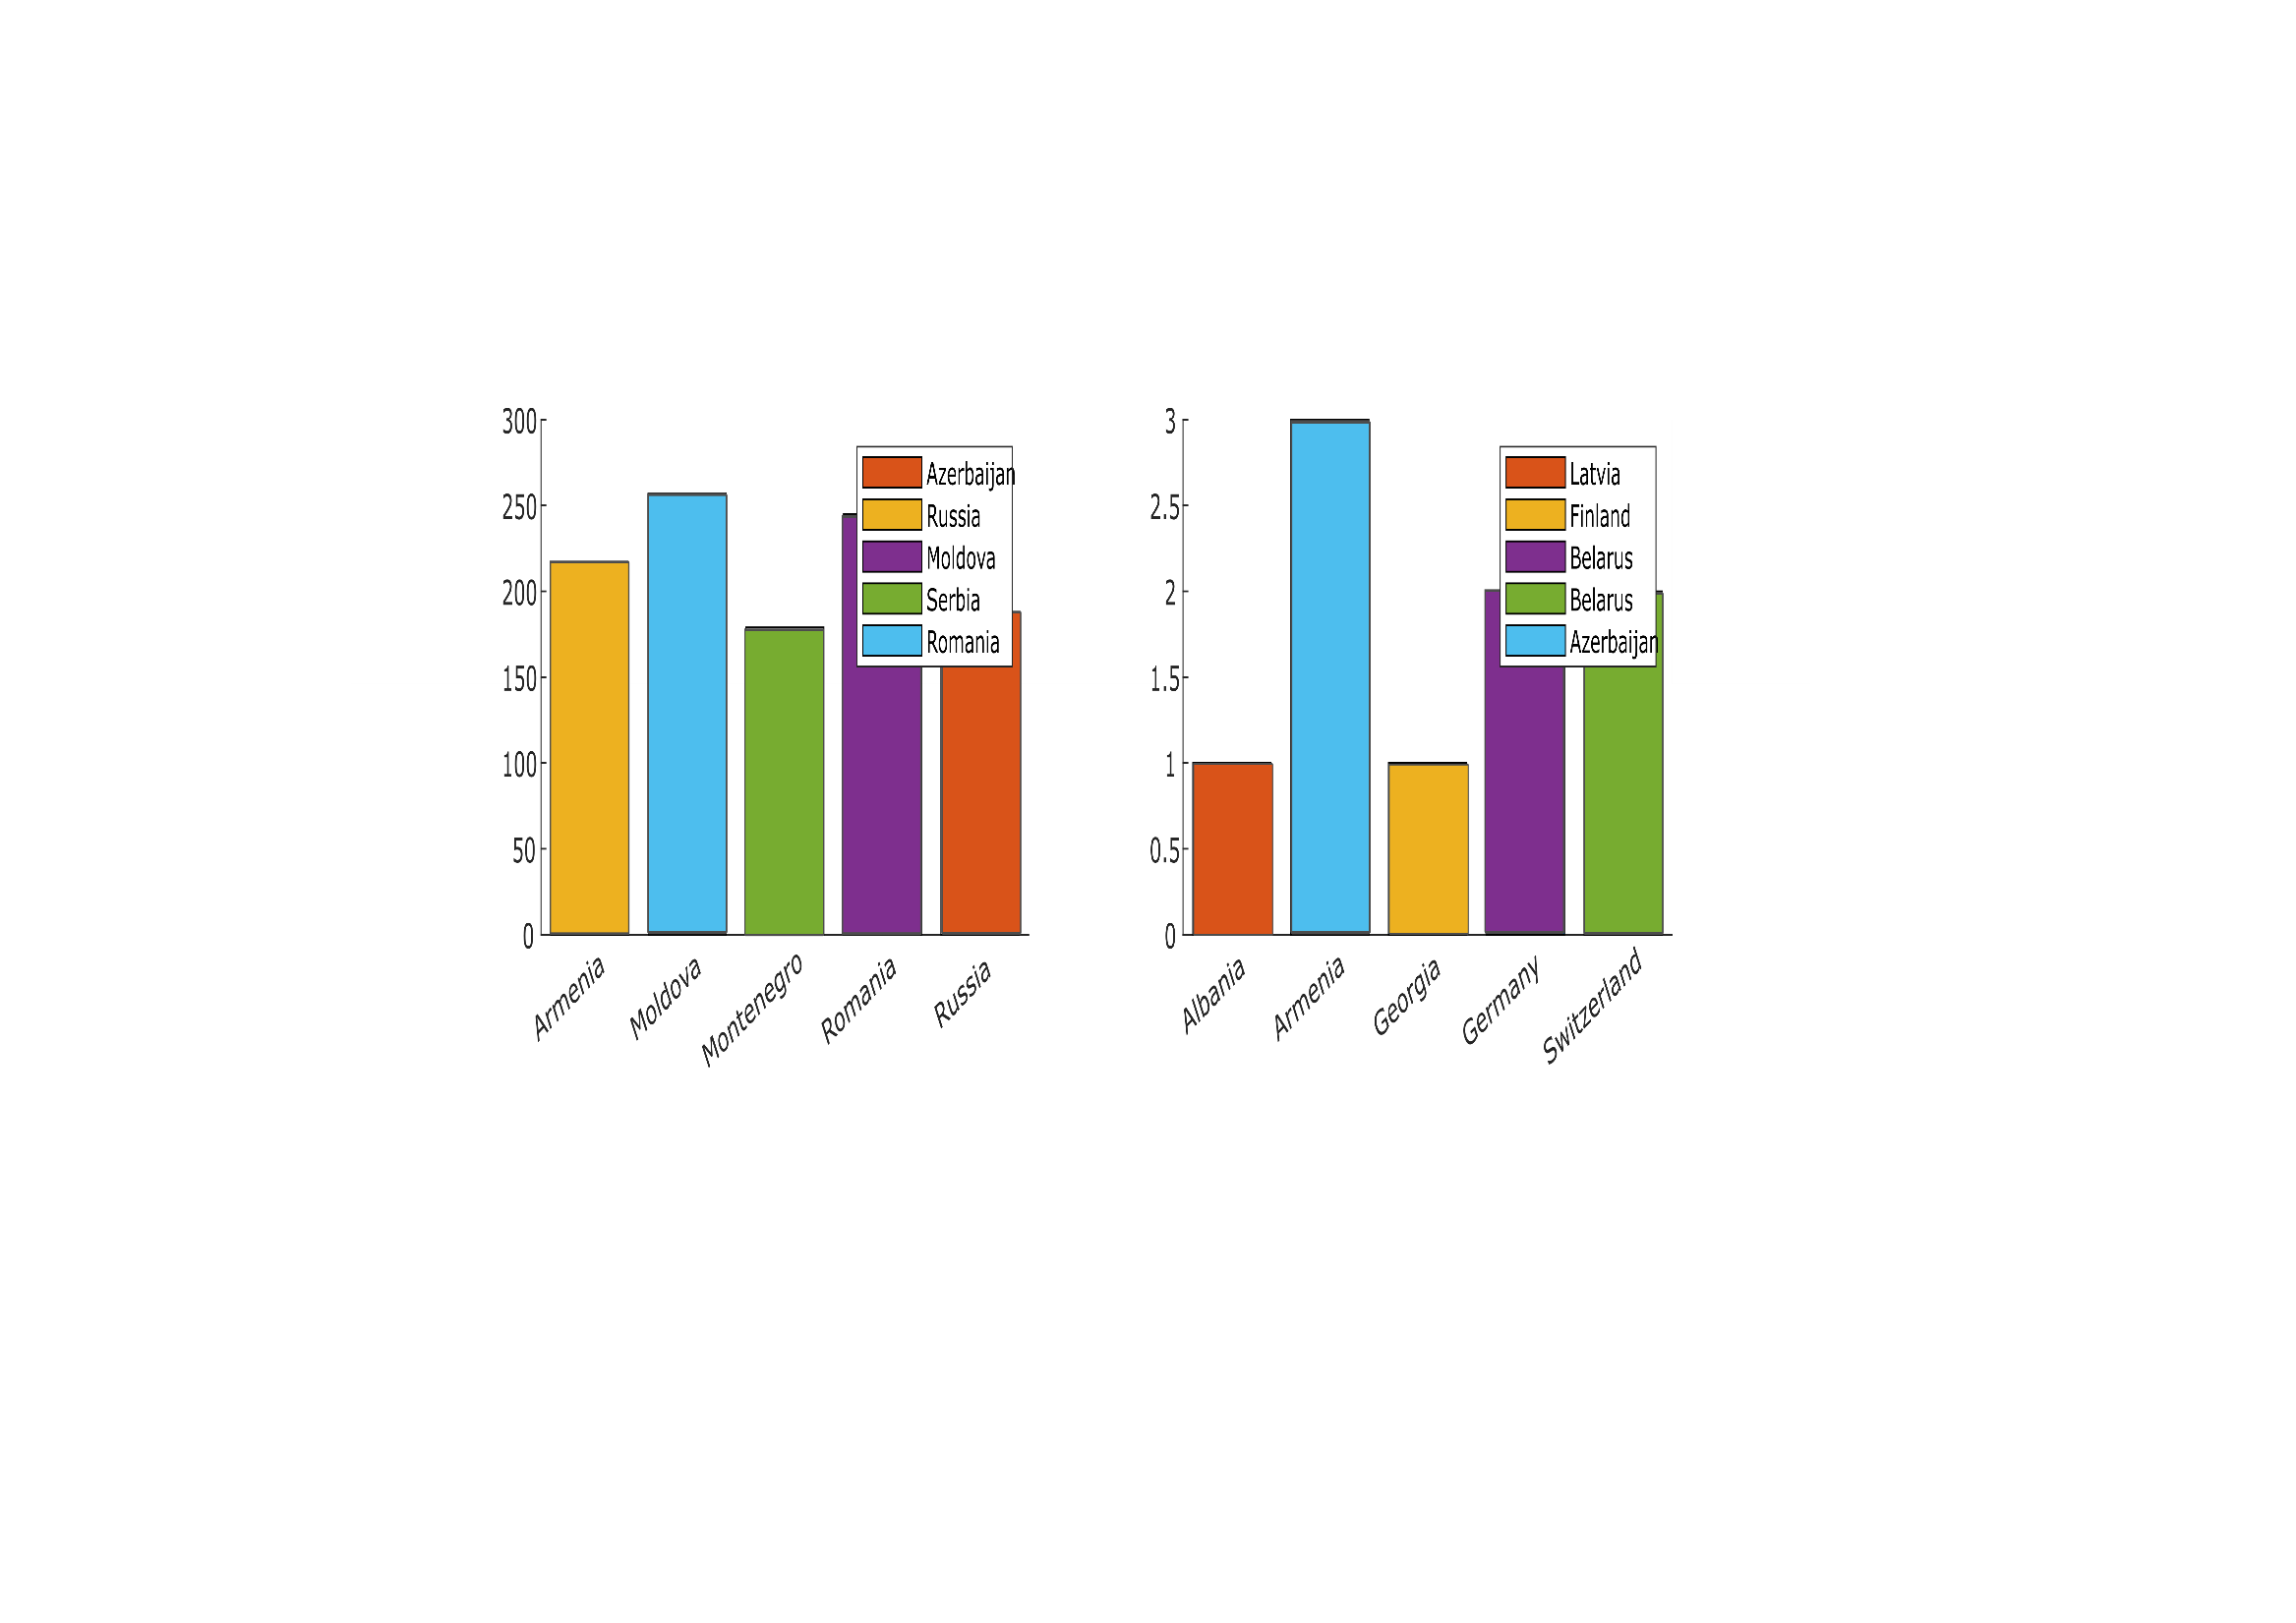 300
250
200
150
100
50
0
Armenia
Moldova
Montenegro
Romania
Russia
Azerbaijan
Russia
Moldova
Serbia
Romania
3
2.5
2
1.5
1
0.5
0
Albania
Armenia
Georgia
Germany
Switzerland
Latvia
Finland
Belarus
Belarus
Azerbaijan